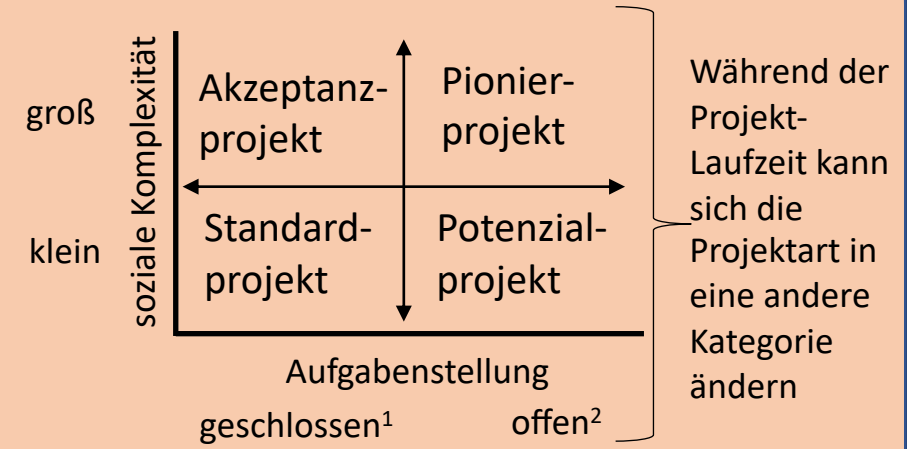 soziale Komplexität
groß
klein
Akzeptanz-
projekt
Pionier-
projekt
Standard-
projekt
Potenzial-
projekt
Aufgabenstellung
geschlossen¹
offen²
Während der
Projekt-
Laufzeit kann
sich die
Projektart in
eine andere
Kategorie
ändern